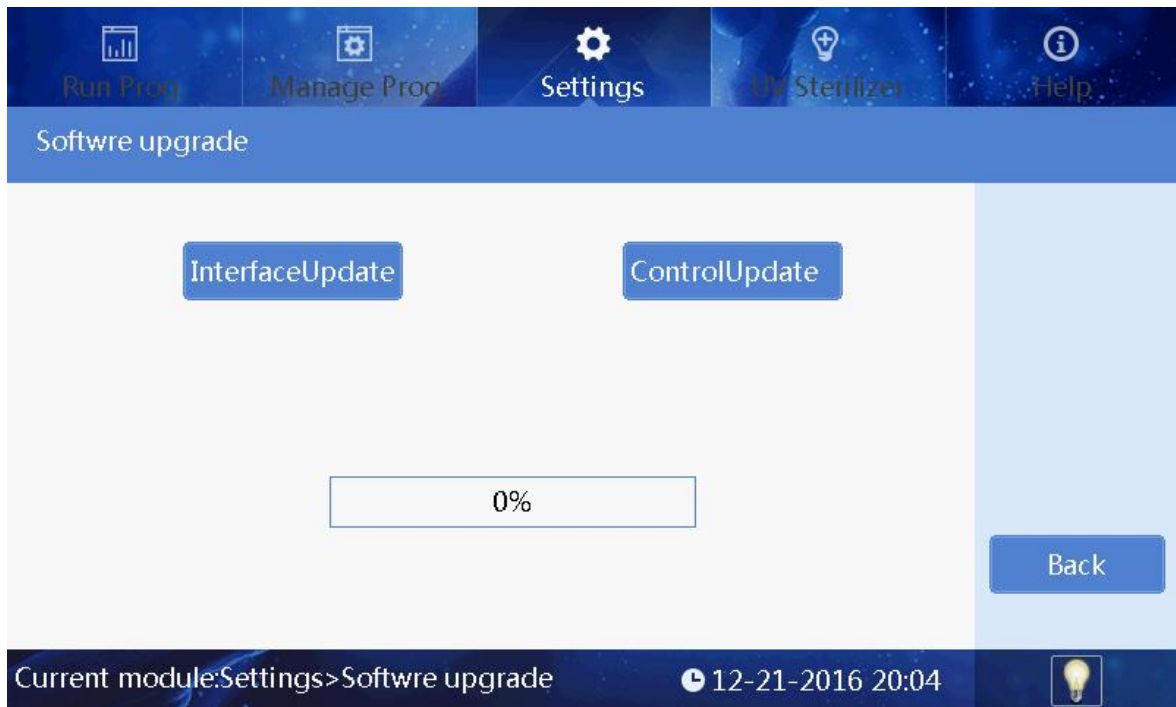 Run Prog
Manage Prog
Settings
UV Sterilizer
Help
Softwre upgrade
InterfaceUpdate
ControlUpdate
0%
Back
Current module:Settings>Softwre upgrade
12-21-2016 20:04